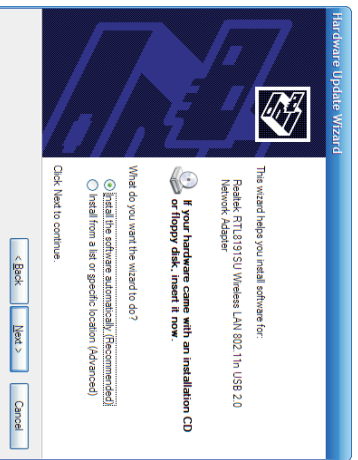 Hardware Update Wizard
This wizard helps you install software for:
Realtek RTL8191SU Wireless LAN 802.11n USB 2.0
Network Adapter
If your hardware came with an installation CD
or floppy disk, insert it now.
What do you want the wizard to do?
Install the software automatically (Recommended)
Install from a list or specific location (Advanced)
Click Next to continue.
< Back
Next >
Cancel